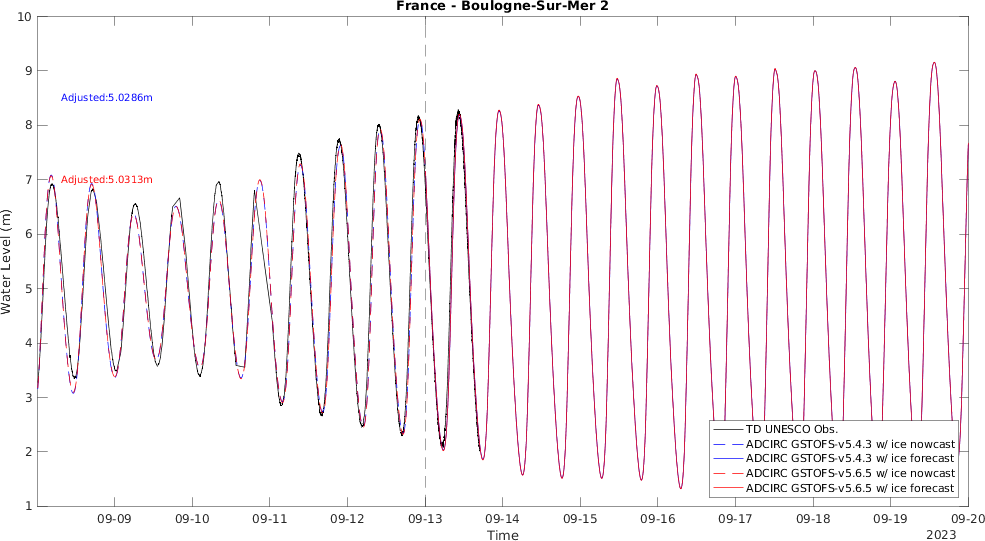 France - Boulogne-Sur-Mer 2
10
9
Adjusted:5.0286m
8
7
Adjusted:5.0313m
6
Water Level (m)
5
4
3
2
1
TD UNESCO Obs.
ADCIRC GSTOFS-v5.4.3 w/ ice nowcast
ADCIRC GSTOFS-v5.4.3 w/ ice forecast
ADCIRC GSTOFS-v5.6.5 w/ ice nowcast
ADCIRC GSTOFS-v5.6.5 w/ ice forecast
09-09 09-10 09-11 09-12 09-13 09-14 09-15 09-16 09-17 09-18 09-19 09-20
Time
2023